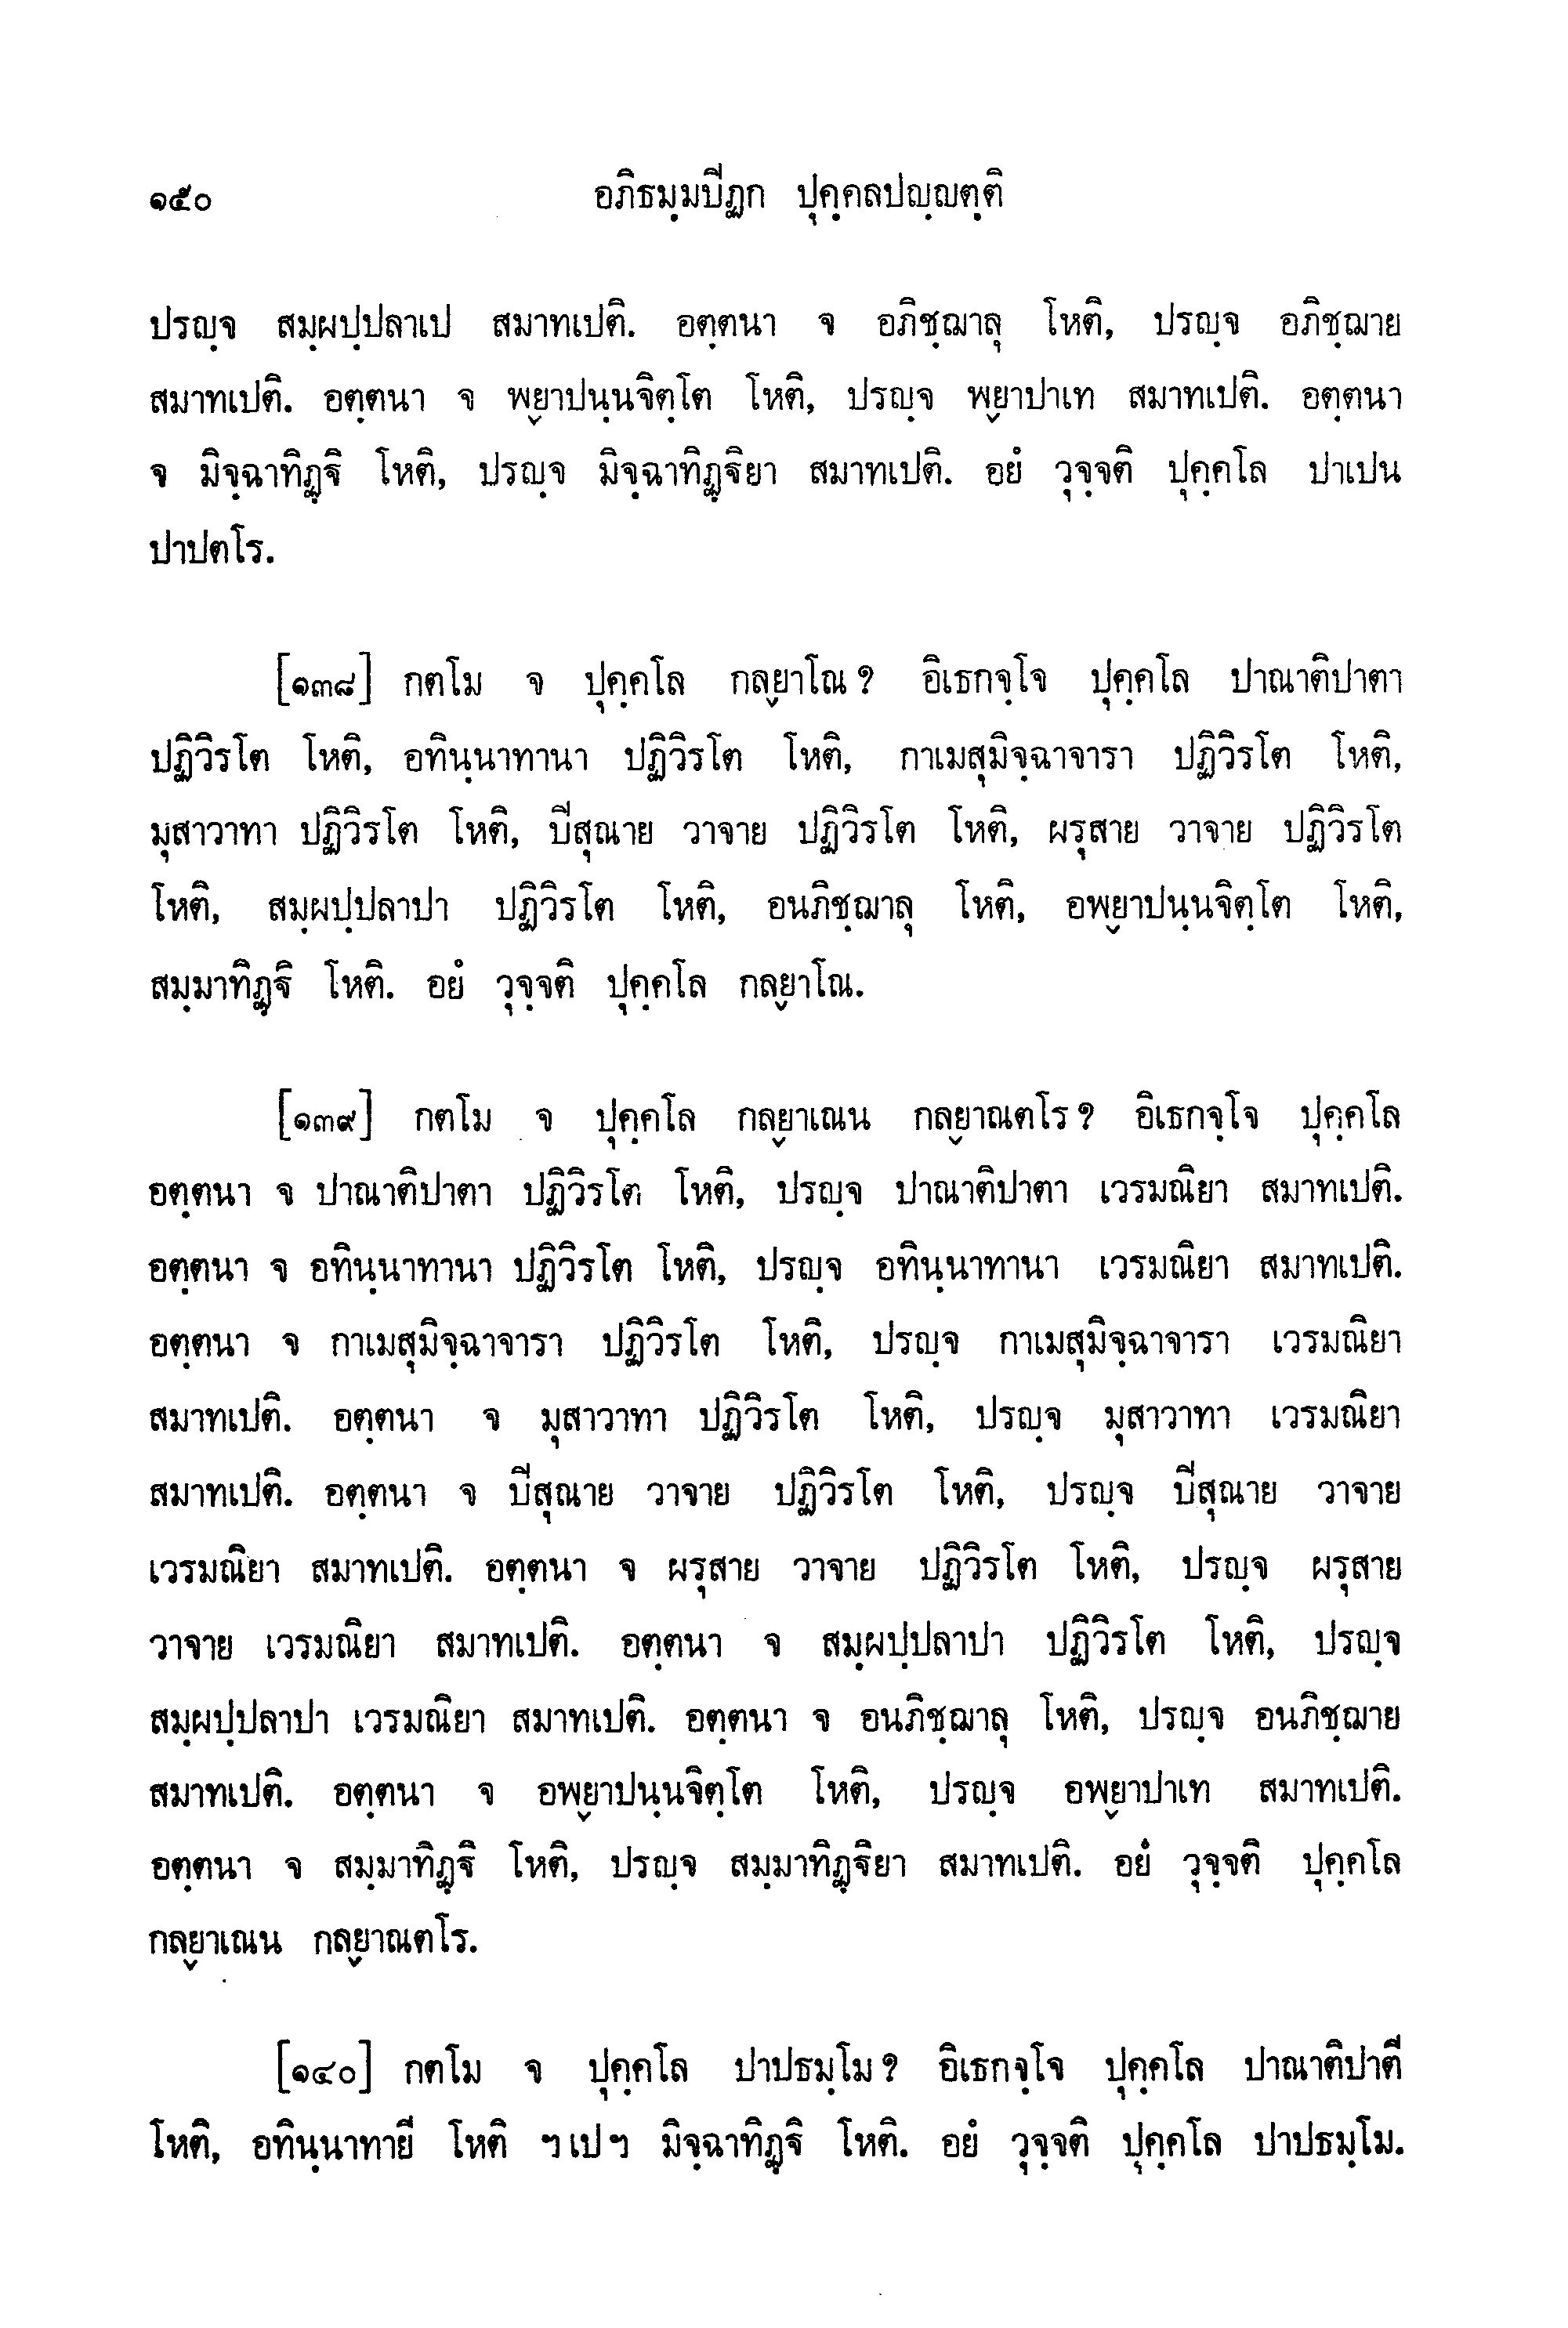 ๑๕๐ อภิธมฺมปิฏก ปุคฺคลปญฺญตฺติ
ปรญฺจ สมฺผปฺปลาเป สมาทเปติ. อตฺตนา จ อภิชฺฌาลุ โหติ, ปรญฺจ อภิชฺฌาย
สมาทเปติ. อตฺตนา จ พฺยาปนฺนจิตฺโต โหติ, ปรญฺจ พฺยาปาเท สมาทเปติ. อตฺตนา
จ มิจฺฉาทิฏฺฐิ โหติ, ปรญฺจ มิจฺฉาทิฏฺฐิยา สมาทเปติ. อยํ วุจฺจติ ปุคฺคโล ปาเปน
ปาปตโร.
[๑๓๘] กตโม จ ปุคฺคโล กลฺยาโณ? อิเธกจฺโจ ปุคฺคโล ปาณาติปาตา
ปฏิวิรโต โหติ, อทินฺนาทานา ปฏิวิรโต โหติ, กาเมสุมิจฺฉาจารา ปฏิวิรโต โหติ,
มุสาวาทา ปฏิวิรโต โหติ, ปิสุณาย วาจาย ปฏิวิรโต โหติ, ผรุสาย วาจาย ปฏิวิรโต
โหติ, สมฺผปฺปลาปา ปฏิวิรโต โหติ, อนภิชฺฌาลุ โหติ, อพฺยาปนฺนจิตฺโต โหติ,
สมฺมาทิฏฺฐิ โหติ. อยํ วุจฺจติ ปุคฺคโล กลฺยาโณ.
[๑๓๙] กตโม จ ปุคฺคโล กลฺยาเณน กลฺยาณตโร? อิเธกจฺโจ ปุคฺคโล
อตฺตนา จ ปาณาติปาตา ปฏิวิรโต โหติ, ปรญฺจ ปาณาติปาตา เวรมณิยา สมาทเปติ.
อตฺตนา จ อทินฺนาทานา ปฏิวิรโต โหติ, ปรญฺจ อทินฺนาทานา เวรมณิยา สมาทเปติ.
อตฺตนา จ กาเมสุมิจฺฉาจารา ปฏิวิรโต โหติ, ปรญฺจ กาเมสุมิจฺฉาจารา เวรมณิยา
สมาทเปติ. อตฺตนา จ มุสาวาทา ปฏิวิรโต โหติ, ปรญฺจ มุสาวาทา เวรมณิยา
สมาทเปติ. อตฺตนา จ ปิสุณาย วาจาย ปฏิวิรโต โหติ, ปรญฺจ ปิสุณาย วาจาย
เวรมณิยา สมาทเปติ. อตฺตนา จ ผรุสาย วาจาย ปฏิวิรโต โหติ, ปรญฺจ ผรุสาย
วาจาย เวรมณิยา สมาทเปติ. อตฺตนา จ สมฺผปฺปลาปา ปฏิวิรโต โหติ, ปรญฺจ
สมฺผปฺปลาปา เวรมณิยา สมาทเปติ. อตฺตนา จ อนภิชฺฌาลุ โหติ, ปรญฺจ อนภิชฺฌาย
สมาทเปติ. อตฺตนา จ อพฺยาปนฺนจิตฺโต โหติ, ปรญฺจ อพฺยาปาเท สมาทเปติ.
อตฺตนา จ สมฺมาทิฏฺฐิ โหติ, ปรญฺจ สมฺมาทิฏฺฐิยา สมาทเปติ. อยํ วุจฺจติ ปุคฺคโล
กลฺยาเณน กลฺยาณตโร.
[๑๔๐] กตโม จ ปุคฺคโล ปาปธมฺโม? อิเธกจฺโจ ปุคฺคโล ปาณาติปาตี
โหติ, อทินฺนาทายี โหติ ฯเปฯ มิจฺฉาทิฏฺฐิ โหติ. อยํ วุจฺจติ ปุคฺคโล ปาปธมฺโม.